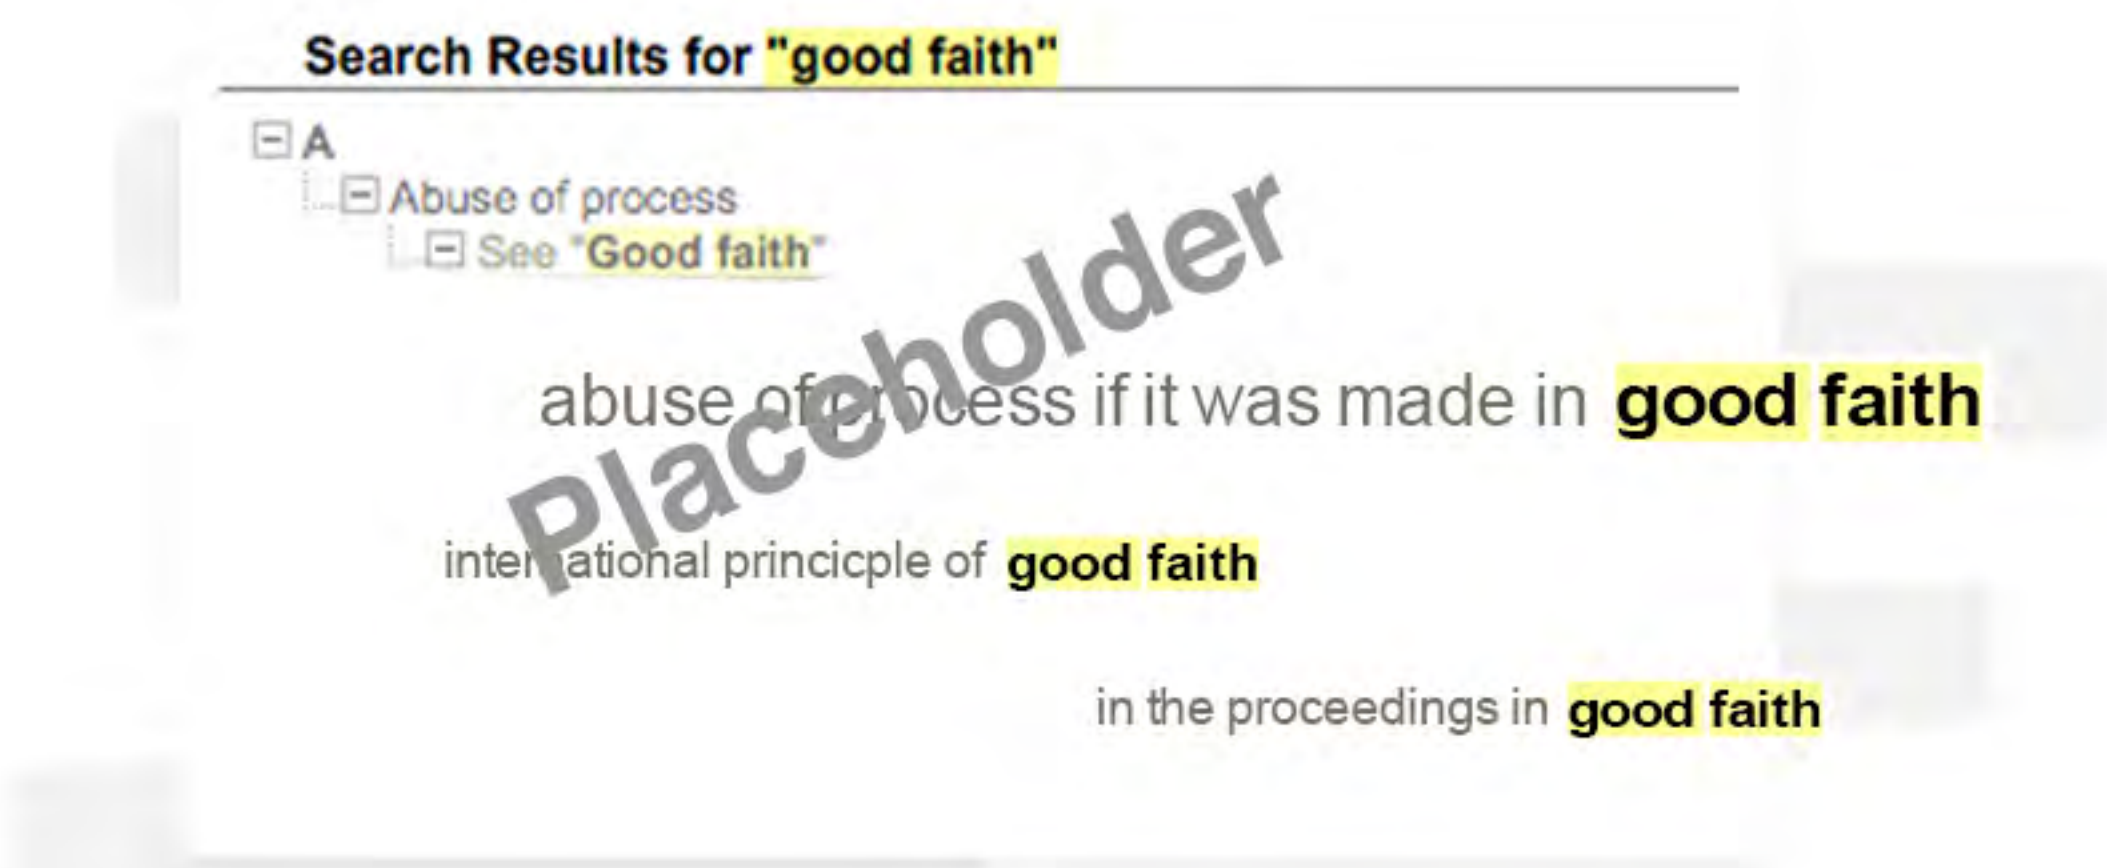 Search Results for "good faith"
A
Abuse of process
See "Good faith"
Placeholder
abuse of process if it was made in good faith
international princicple of good faith
in the proceedings in good faith